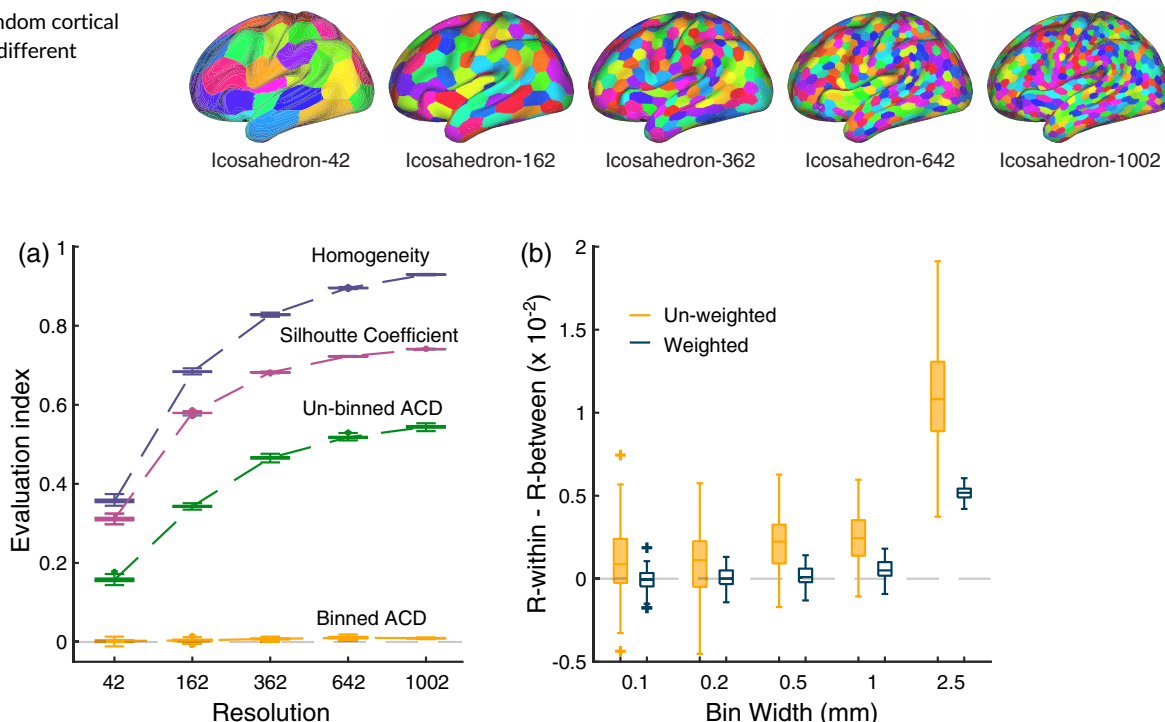 ndom cortical
different
Icosahedron-42
Icosahedron-162
Icosahedron-362
Icosahedron-642
Icosahedron-1002
(a)
1
0.8
0.6
0.4
0.2
0
Evaluation index
Homogeneity
Silhoutte Coefficient
Un-binned ACD
Binned ACD
42 162 362 642 1002
Resolution
(b)
2
1.5
1
0.5
0
-0.5
R-within - R-between (x 10⁻²)
Un-weighted
Weighted
0.1 0.2 0.5 1 2.5
Bin Width (mm)